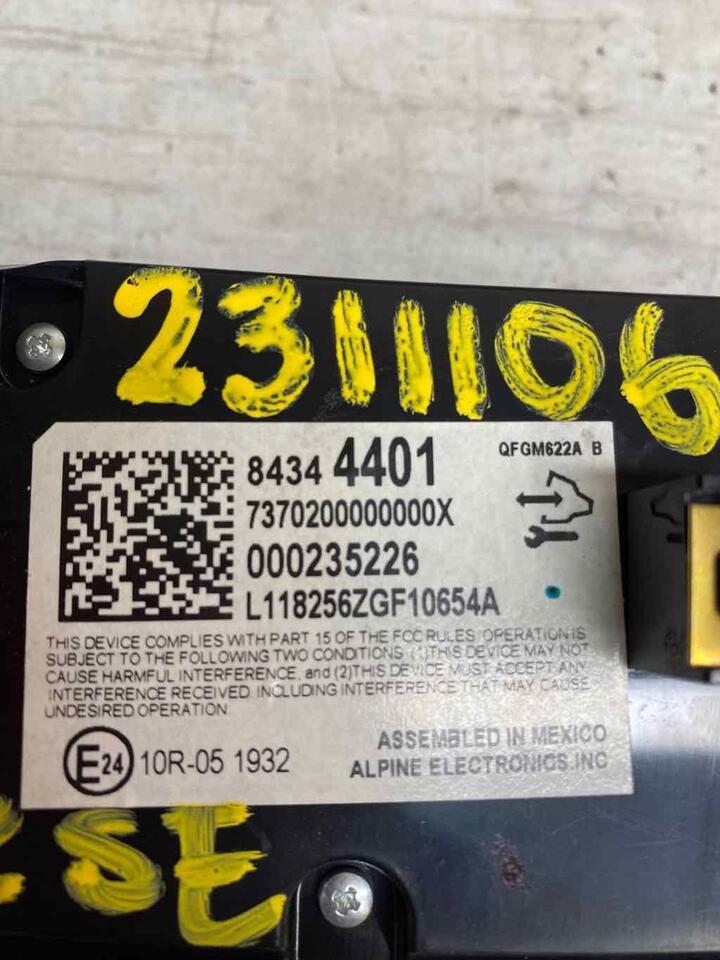 2311106
QFGM622A B
8434 4401
7370200000000X
000235226
L118256ZGF10654A
THIS DEVICE COMPLIES WITH PART 15 OF THE FCC RULES. OPERATION IS
SUBJECT TO THE FOLLOWING TWO CONDITIONS: (1)THIS DEVICE MAY NOT
CAUSE HARMFUL INTERFERENCE, and (2)THIS DEVICE MUST ACCEPT ANY
INTERFERENCE RECEIVED, INCLUDING INTERFERENCE THAT MAY CAUSE
UNDESIRED OPERATION
ASSEMBLED IN MEXICO
E24 10R-05 1932
ALPINE ELECTRONICS.INC
SE